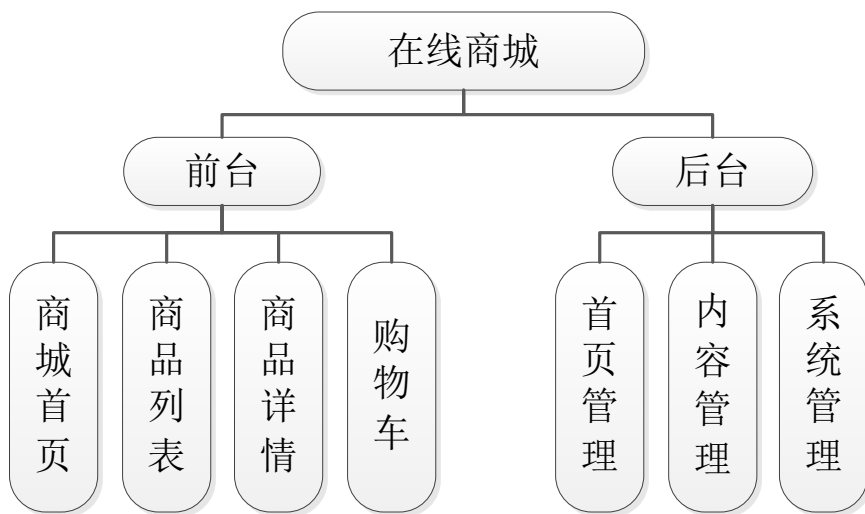 在线商城
前台
后台
商城首页
商品列表
商品详情
购物车
首页管理
内容管理
系统管理